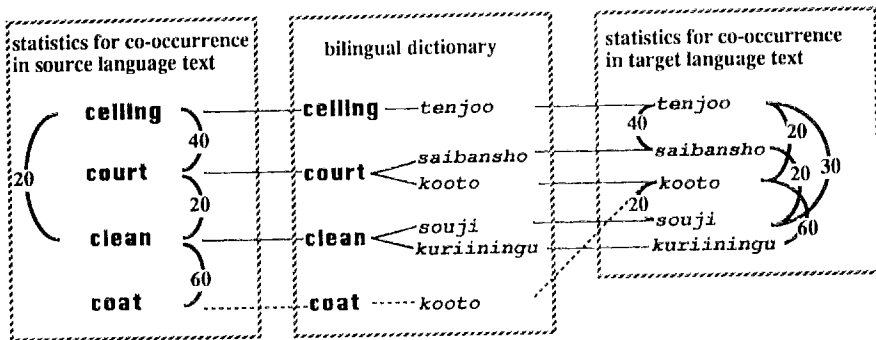 statistics for co-occurrence
in source language text
ceiling
court
clean
coat
20
40
20
60
bilingual dictionary
ceiling
tenjoo
court
saibansho
kooto
clean
souji
kuriiningu
coat
kooto
statistics for co-occurrence
in target language text
tenjoo
saibansho
kooto
souji
kuriiningu
40
20
20
20
30
60